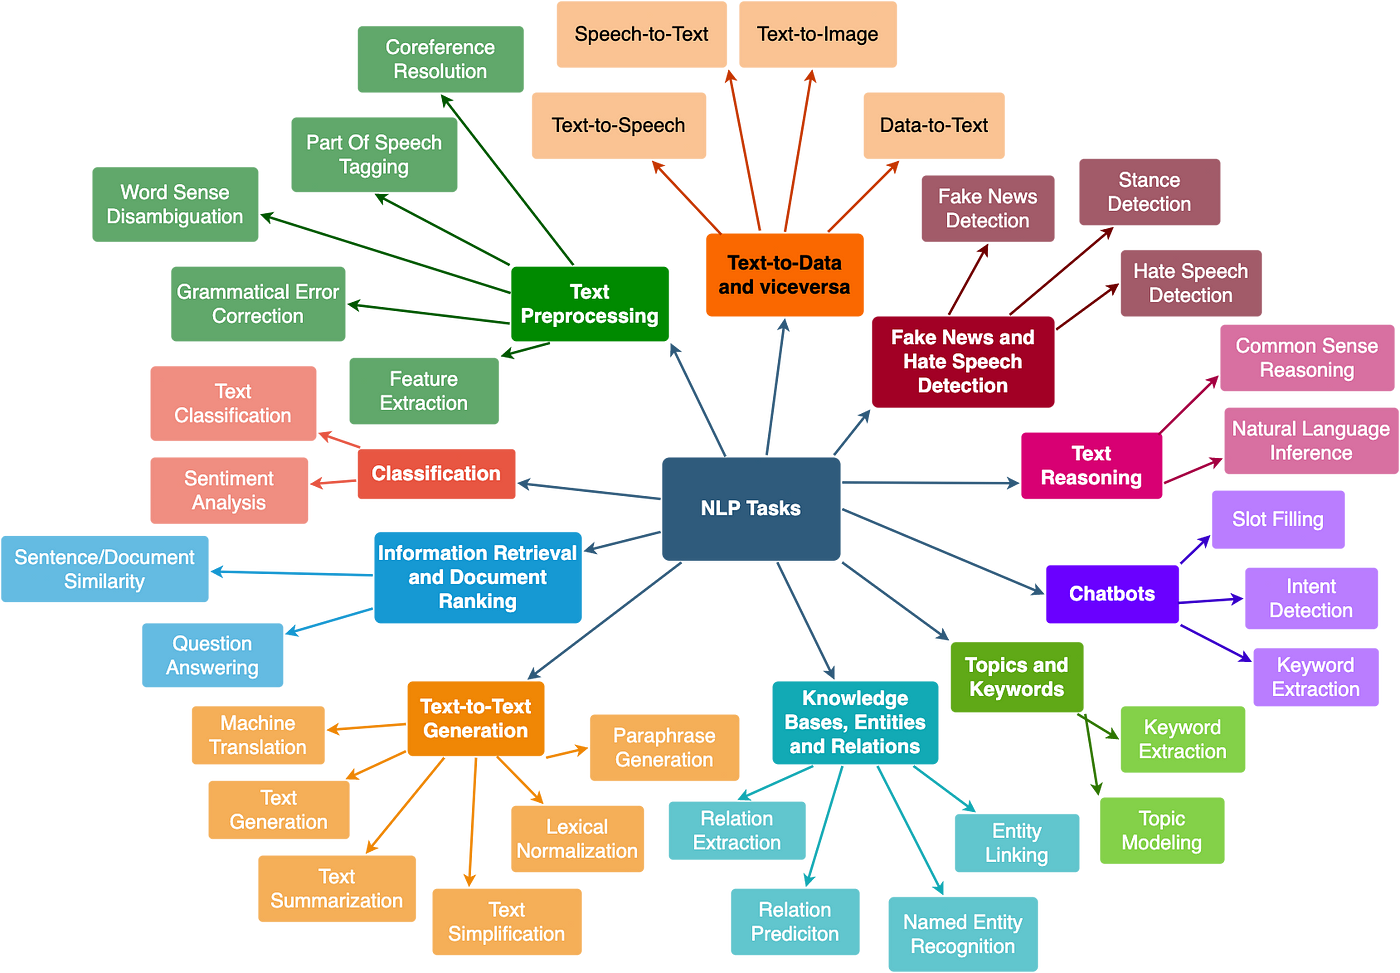 Speech-to-Text
Text-to-Image
Coreference
Resolution
Text-to-Speech
Data-to-Text
Part Of Speech
Tagging
Word Sense
Disambiguation
Grammatical Error
Correction
Feature
Extraction
Text
Preprocessing
Text-to-Data
and viceversa
Fake News
Detection
Stance
Detection
Hate Speech
Detection
Fake News and
Hate Speech
Detection
Common Sense
Reasoning
Natural Language
Inference
Text
Reasoning
Text
Classification
Sentiment
Analysis
Classification
NLP Tasks
Slot Filling
Intent
Detection
Keyword
Extraction
Chatbots
Sentence/Document
Similarity
Question
Answering
Information Retrieval
and Document
Ranking
Topics and
Keywords
Keyword
Extraction
Topic
Modeling
Text-to-Text
Generation
Machine
Translation
Text
Generation
Text
Summarization
Text
Simplification
Lexical
Normalization
Paraphrase
Generation
Knowledge
Bases, Entities
and Relations
Relation
Extraction
Relation
Prediciton
Named Entity
Recognition
Entity
Linking